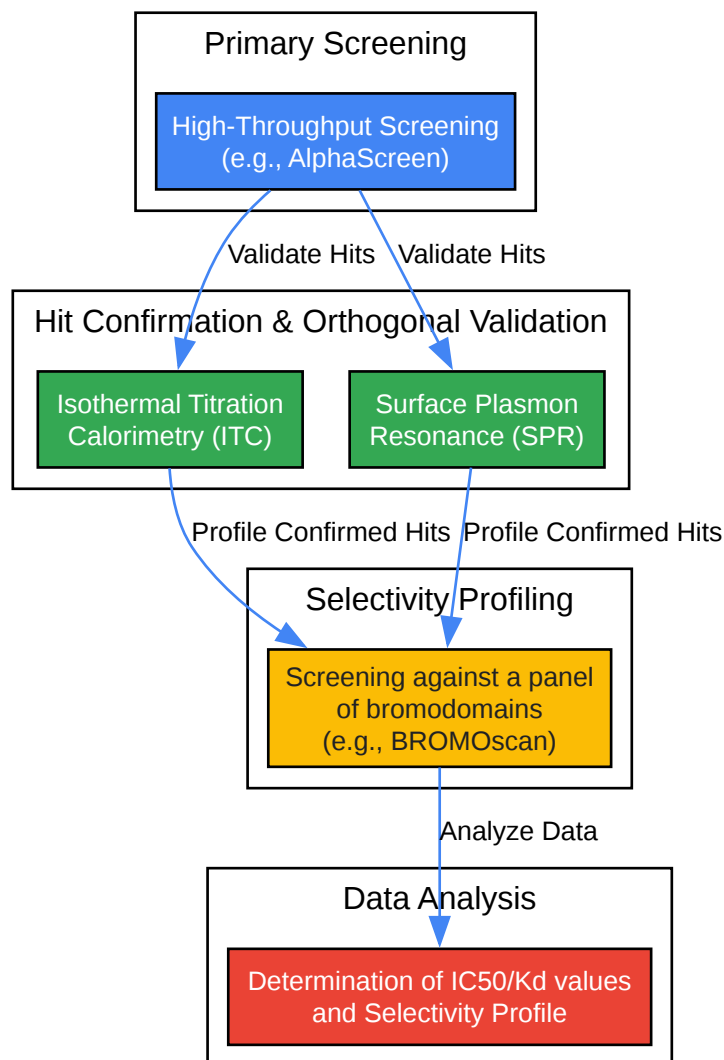 Primary Screening
High-Throughput Screening
(e.g., AlphaScreen)
Validate Hits
Validate Hits
Hit Confirmation & Orthogonal Validation
Isothermal Titration
Calorimetry (ITC)
Surface Plasmon
Resonance (SPR)
Profile Confirmed Hits
Profile Confirmed Hits
Selectivity Profiling
Screening against a panel
of bromodomains
(e.g., BROMOscan)
Analyze Data
Data Analysis
Determination of IC50/Kd values
and Selectivity Profile